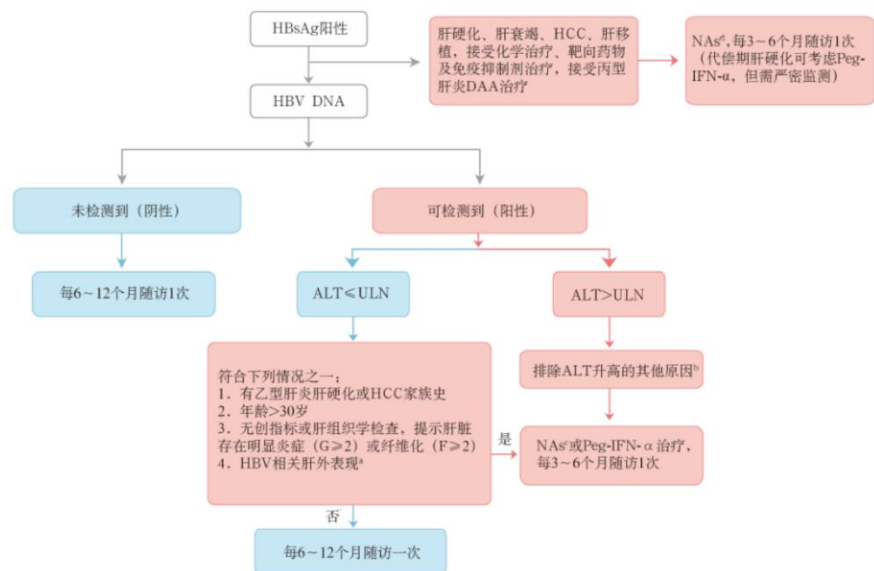 HBsAg阳性
肝硬化、肝衰竭、HCC、肝移
植，接受化学治疗、靶向药物
及免疫抑制剂治疗，接受丙型
肝炎DAA治疗
NAsᵈ，每3～6个月随访1次
（代偿期肝硬化可考虑Peg-
IFN-α，但需严密监测）
HBV DNA
未检测到（阴性）
可检测到（阳性）
每6～12个月随访1次
ALT≤ULN
ALT>ULN
符合下列情况之一：
1．有乙型肝炎肝硬化或HCC家族史
2．年龄>30岁
3．无创指标或肝组织学检查，提示肝脏
存在明显炎症（G≥2）或纤维化（F≥2）
4．HBV相关肝外表现ᵃ
排除ALT升高的其他原因ᵇ
是
NAsᶜ或Peg-IFN-α治疗，
每3～6个月随访1次
否
每6～12个月随访一次